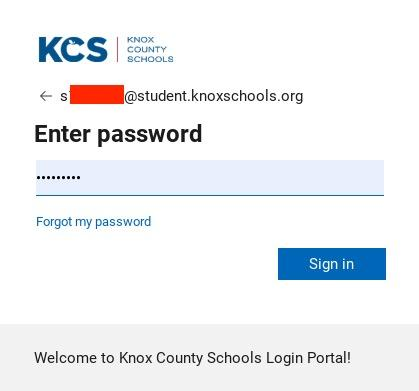 KCS
KNOX
COUNTY
SCHOOLS
@student.knoxschools.org
Enter password
•••••••••
Forgot my password
Sign in
Welcome to Knox County Schools Login Portal!